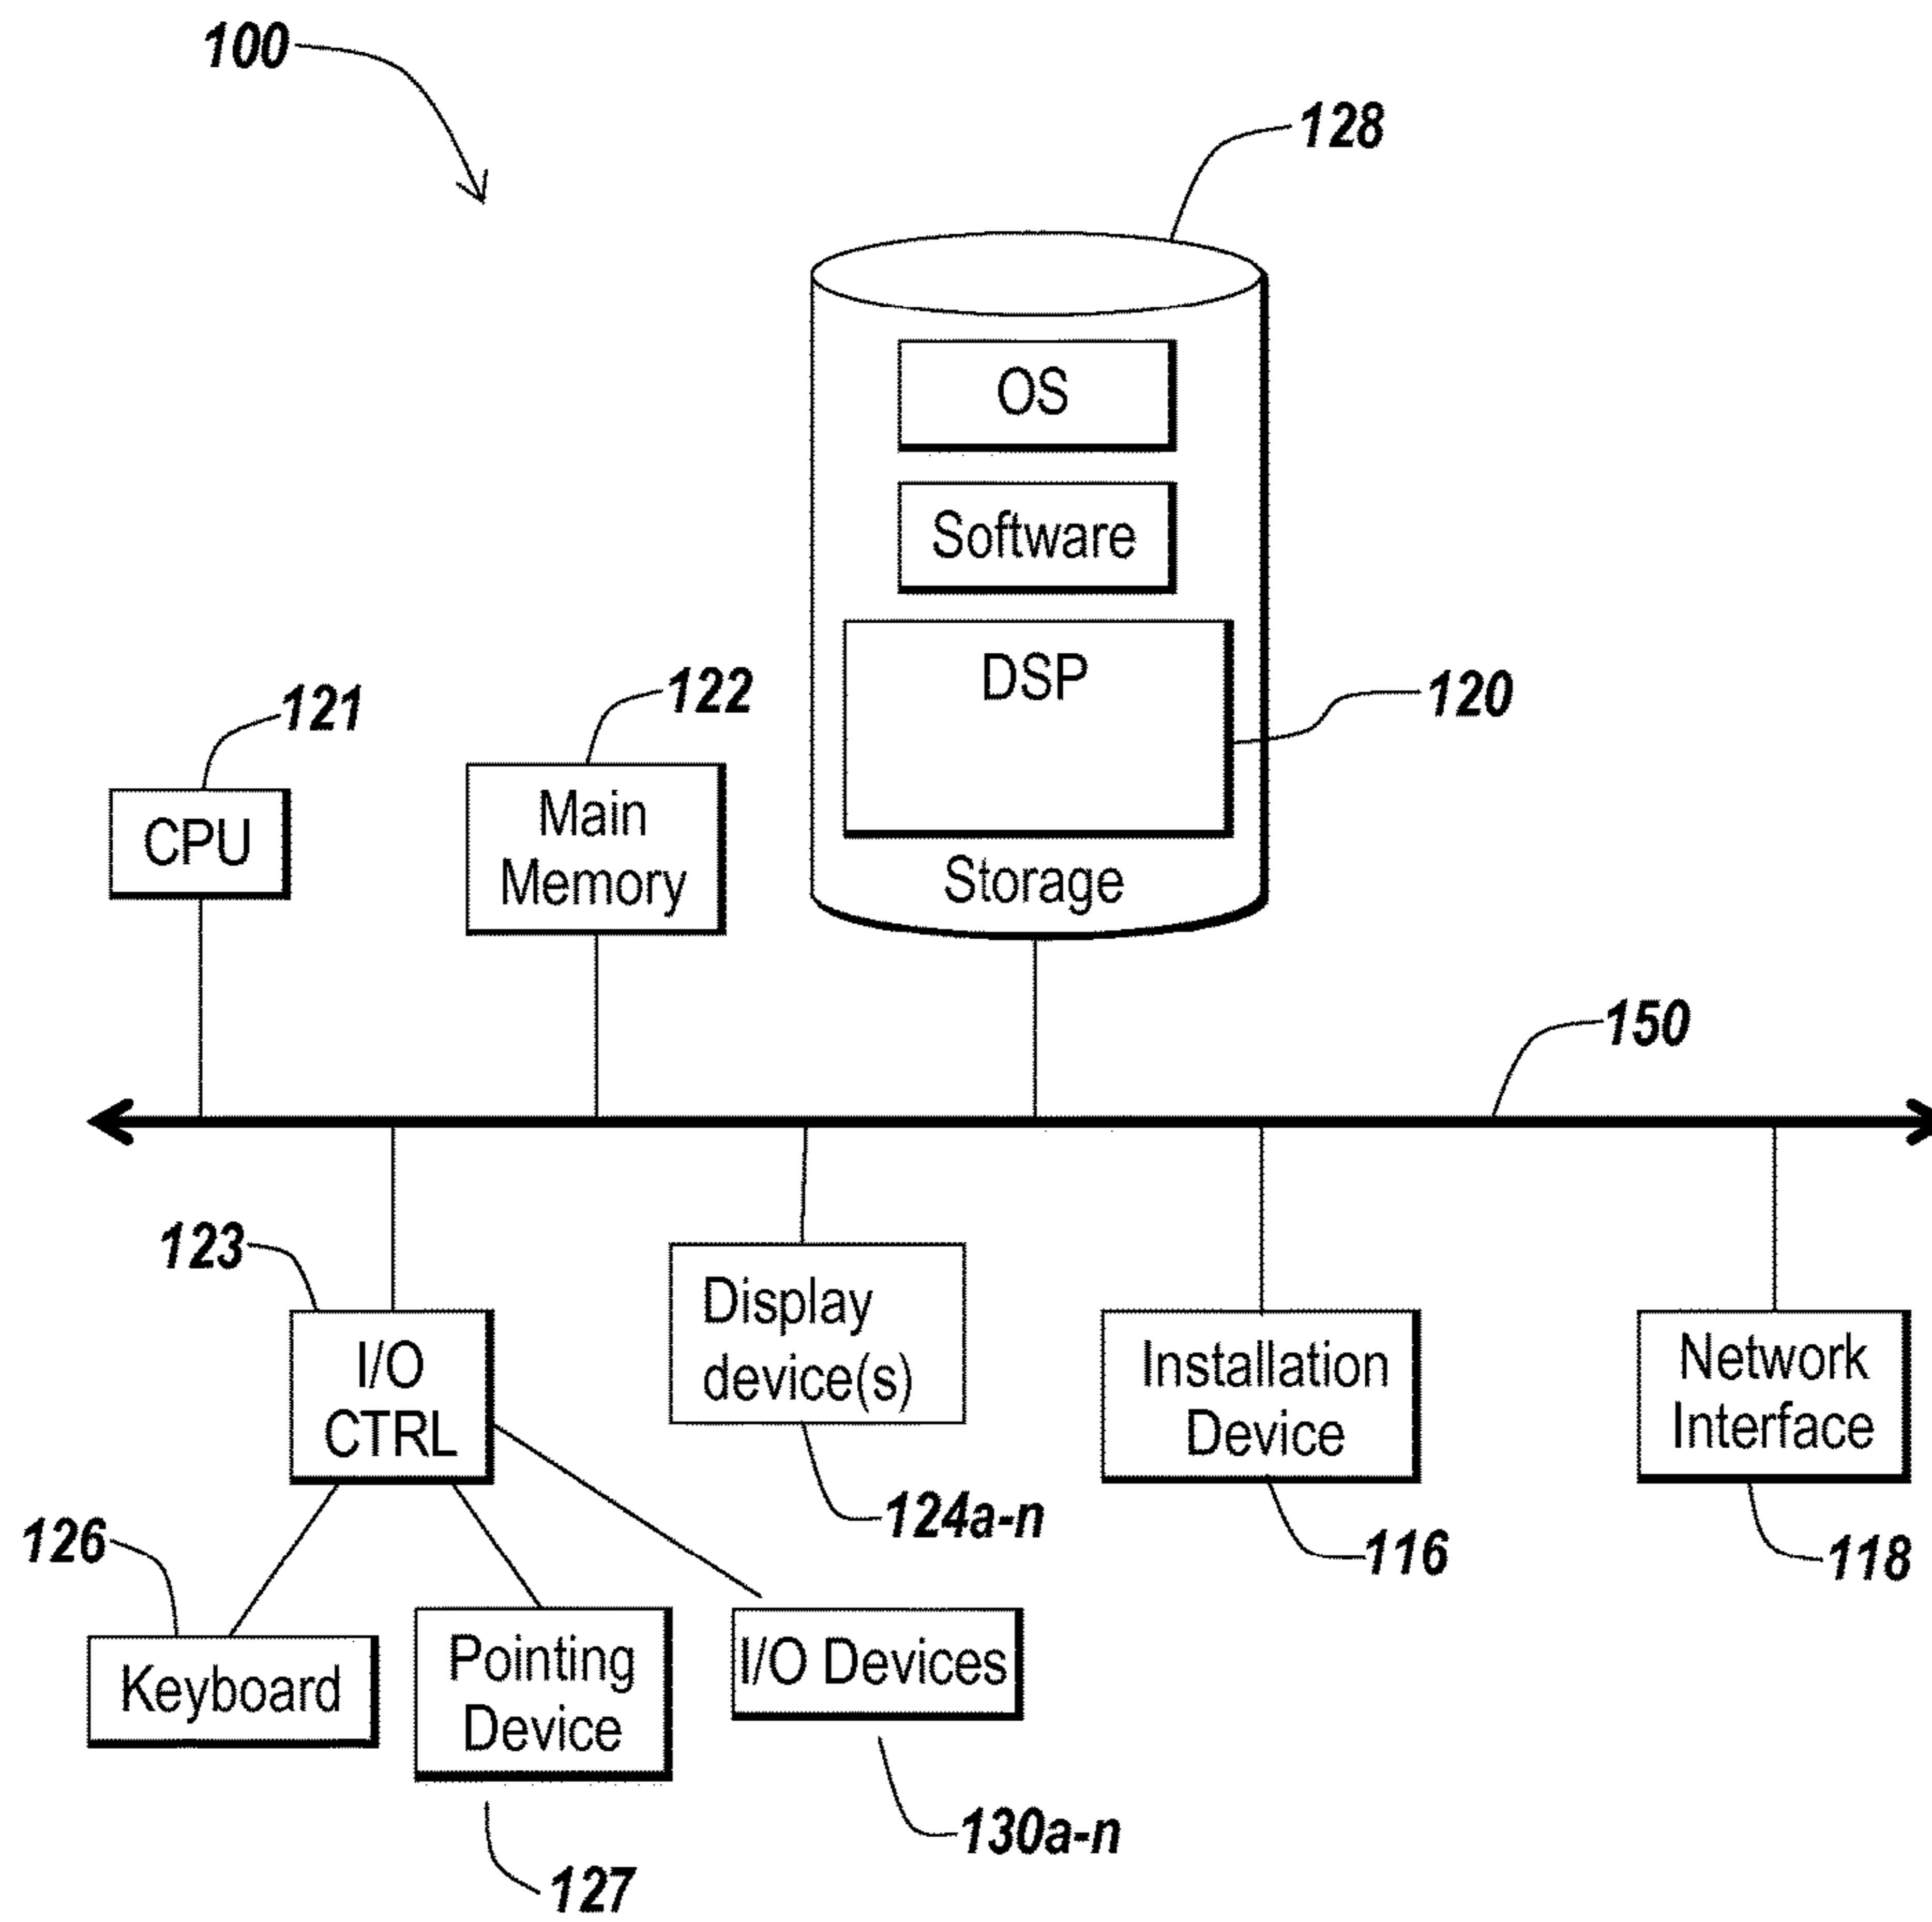 100
128
OS
Software
DSP
120
Storage
121
CPU
122
Main
Memory
150
123
I/O
CTRL
Display
device(s)
124a-n
Installation
Device
116
Network
Interface
118
126
Keyboard
Pointing
Device
127
I/O Devices
130a-n